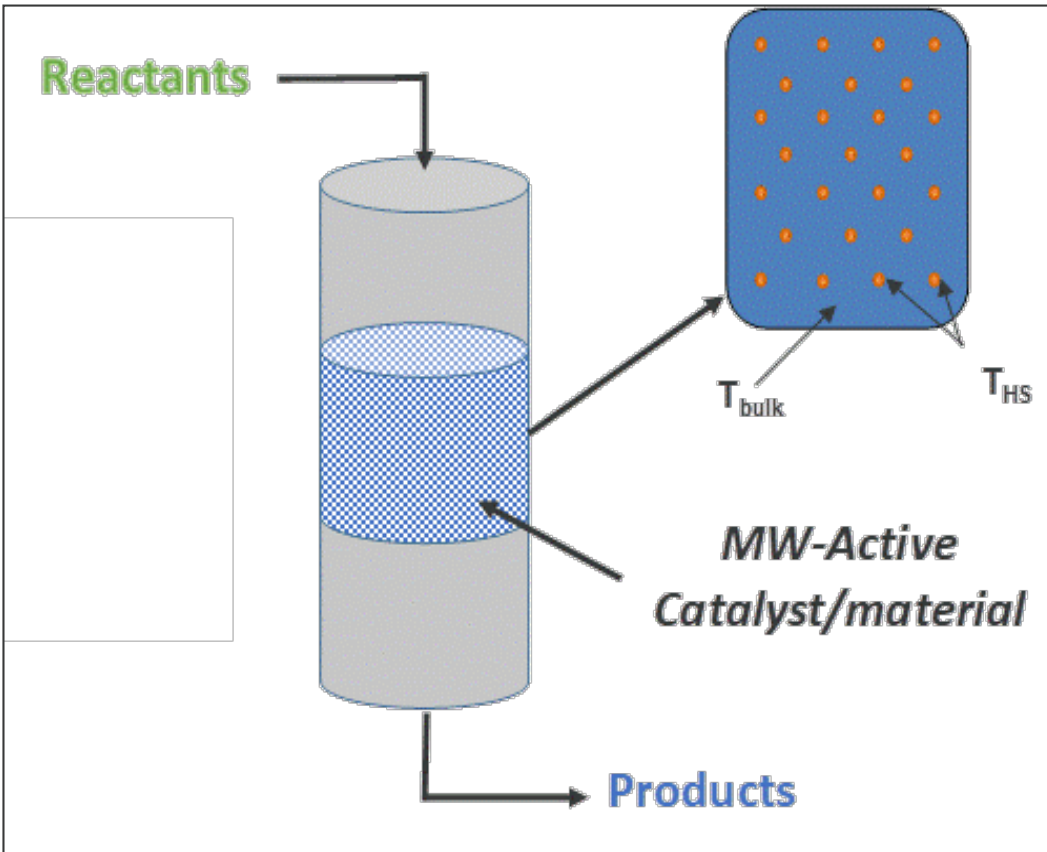 Reactants
T_bulk
T_HS
MW-Active
Catalyst/material
Products